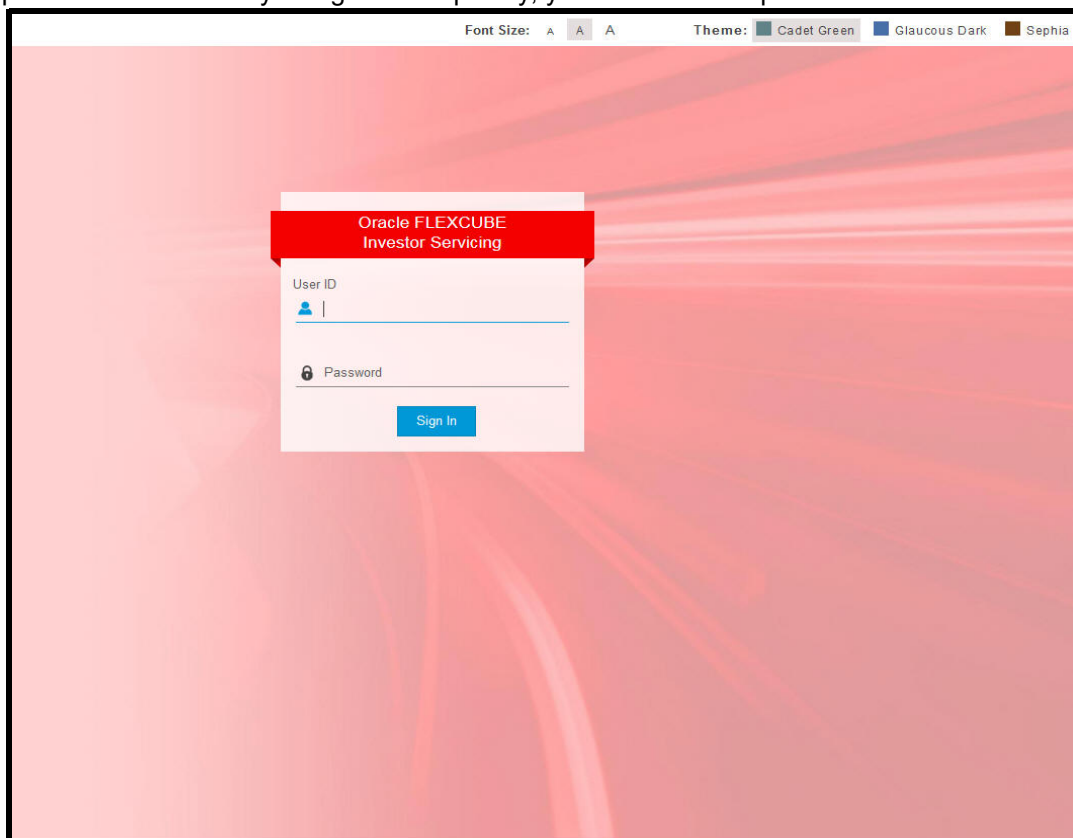 Font Size: A A A Theme: Cadet Green Glaucous Dark Sephia
Oracle FLEXCUBE
Investor Servicing
User ID
Password
Sign In